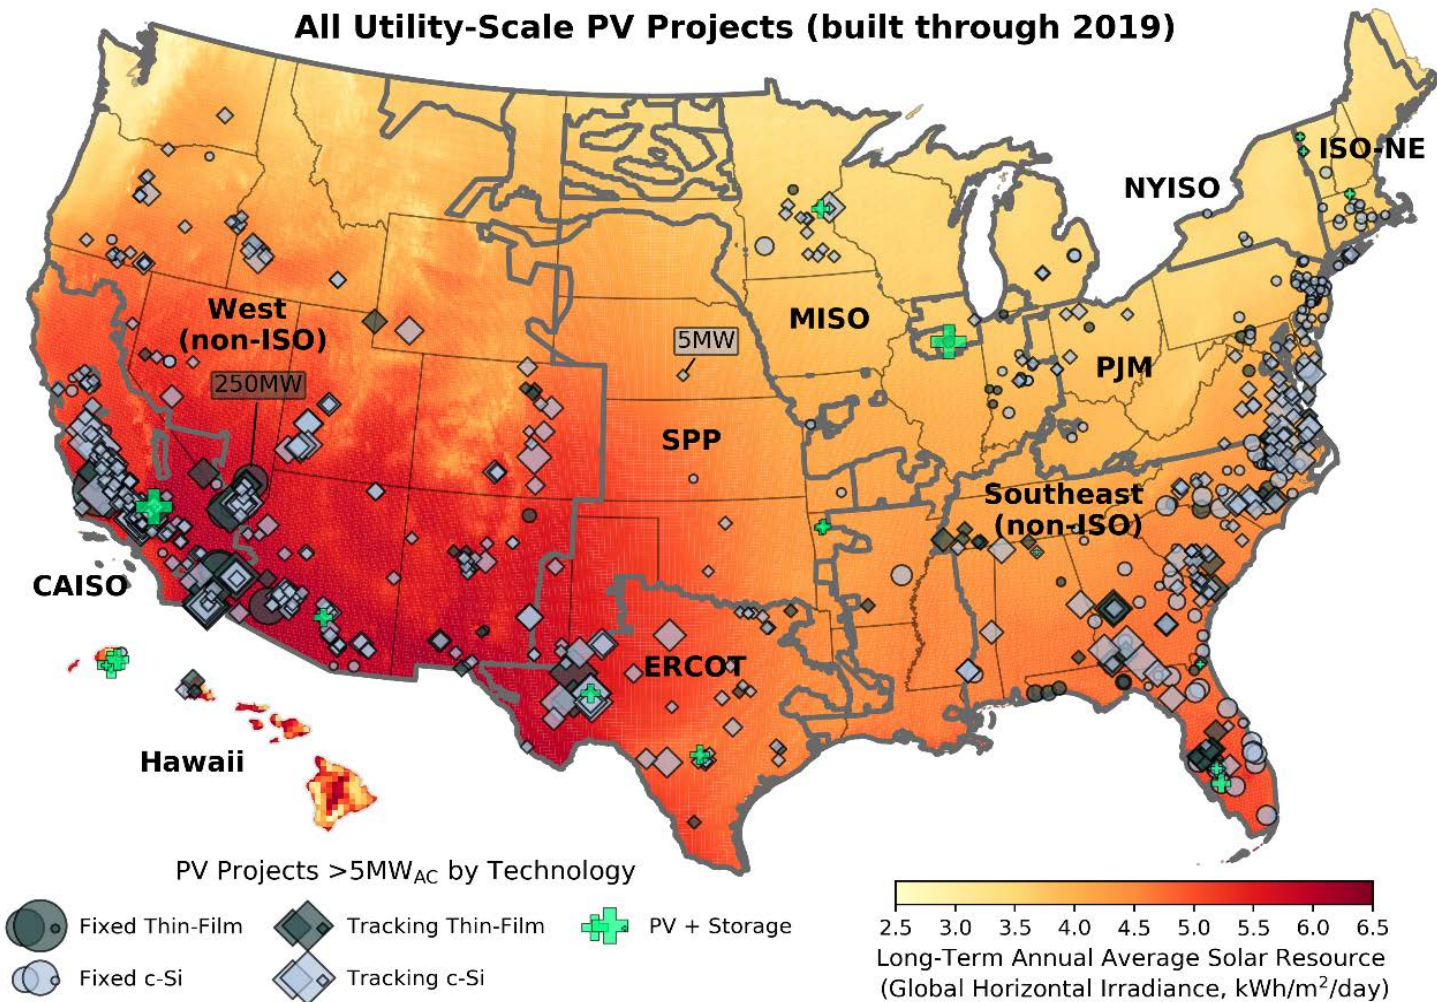 All Utility-Scale PV Projects (built through 2019)
ISO-NE
NYISO
West
(non-ISO)
MISO
5MW
PJM
250MW
SPP
Southeast
(non-ISO)
CAISO
ERCOT
Hawaii
PV Projects >5MW_AC by Technology
Fixed Thin-Film
Tracking Thin-Film
PV + Storage
Fixed c-Si
Tracking c-Si
2.5 3.0 3.5 4.0 4.5 5.0 5.5 6.0 6.5
Long-Term Annual Average Solar Resource
(Global Horizontal Irradiance, kWh/m²/day)